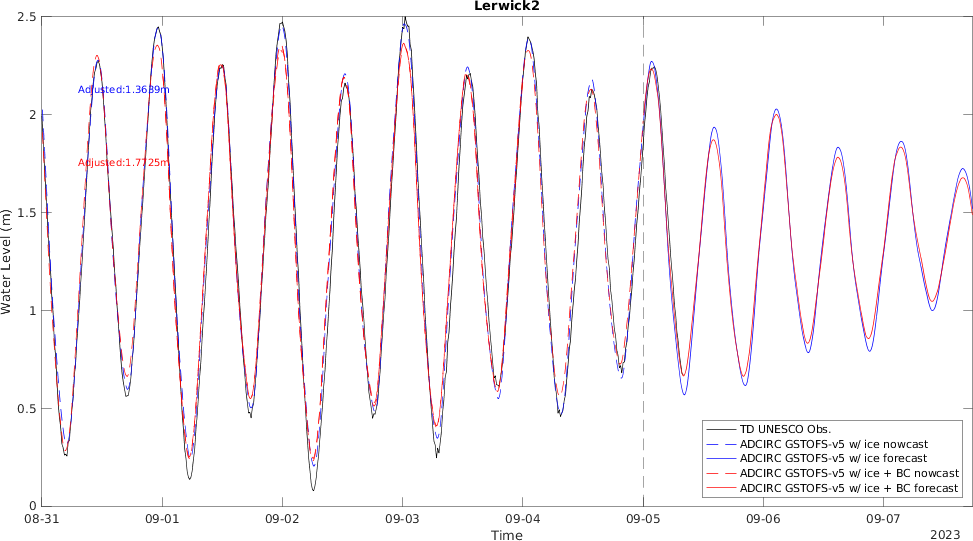 Lerwick2
2.5
Adjusted:1.3639m
2
Adjusted:1.7725m
1.5
Water Level (m)
1
0.5
0
TD UNESCO Obs.
ADCIRC GSTOFS-v5 w/ ice nowcast
ADCIRC GSTOFS-v5 w/ ice forecast
ADCIRC GSTOFS-v5 w/ ice + BC nowcast
ADCIRC GSTOFS-v5 w/ ice + BC forecast
08-31 09-01 09-02 09-03 09-04 09-05 09-06 09-07
Time
2023